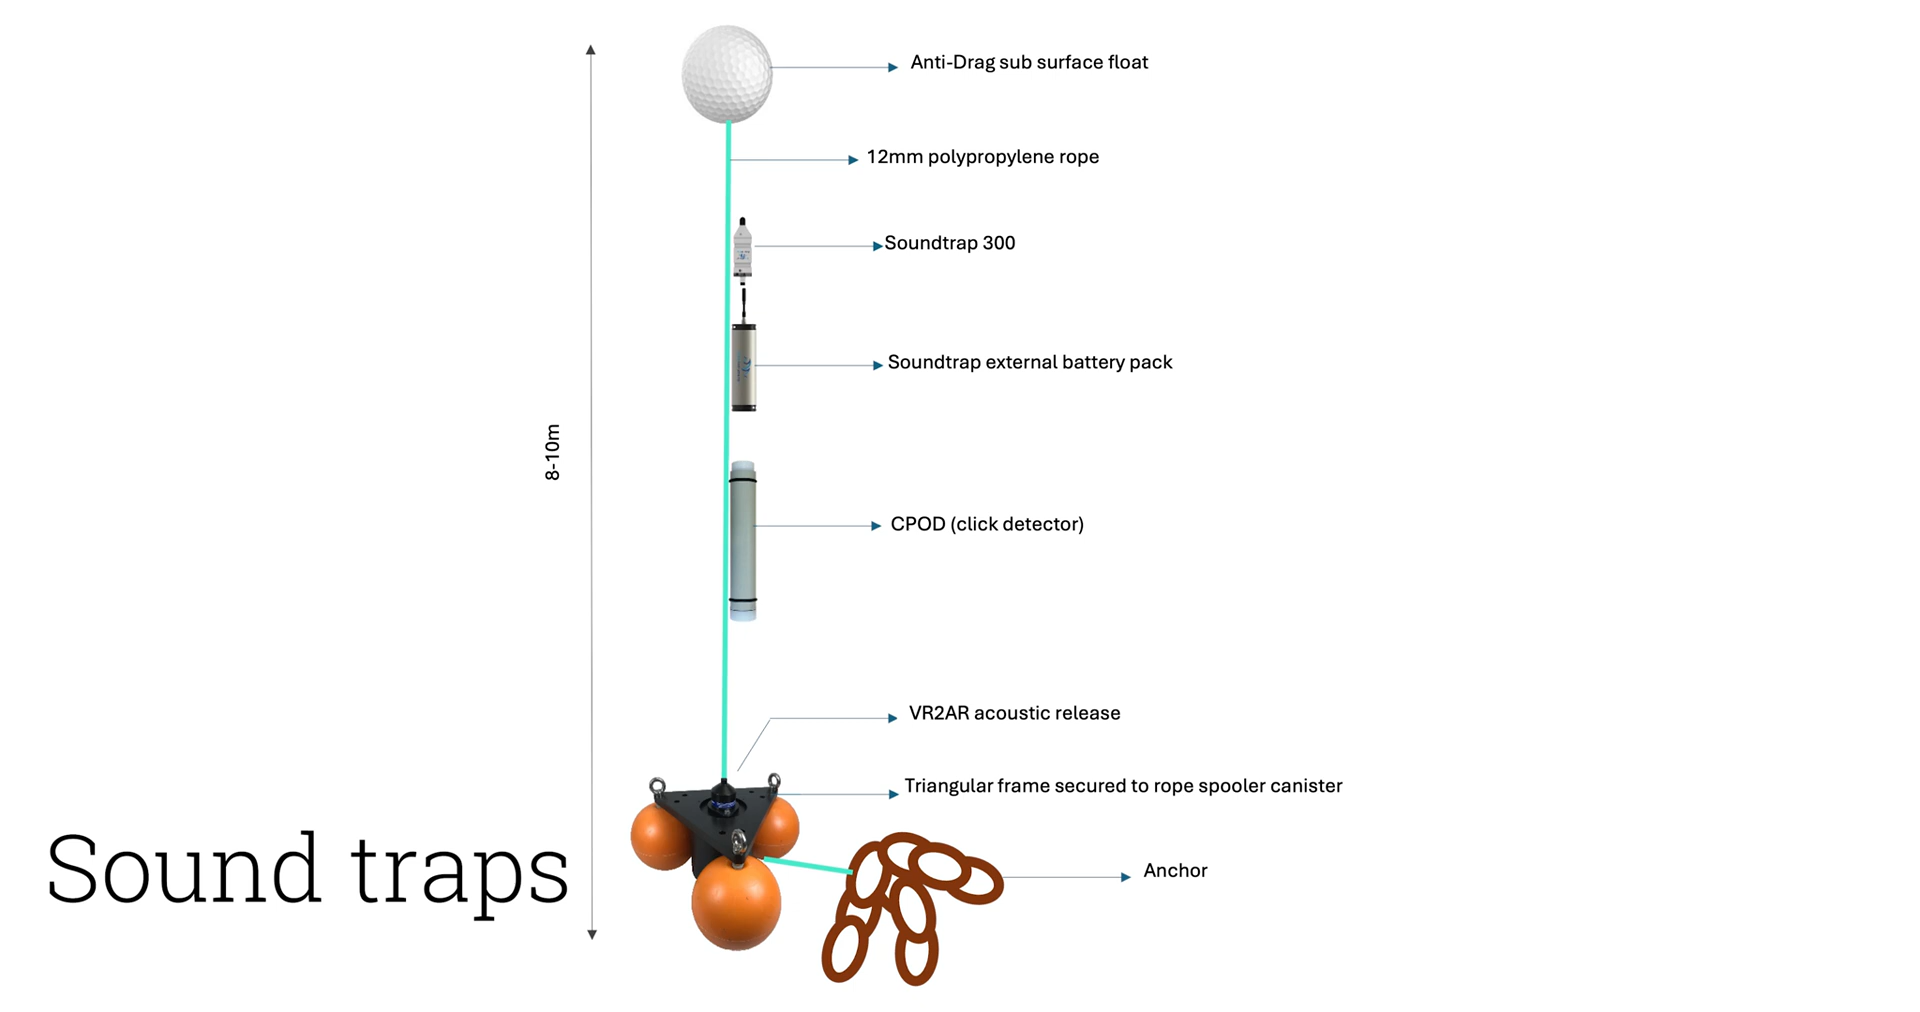 Anti-Drag sub surface float
12mm polypropylene rope
Soundtrap 300
Soundtrap external battery pack
8-10m
CPOD (click detector)
VR2AR acoustic release
Triangular frame secured to rope spooler canister
Sound traps
Anchor